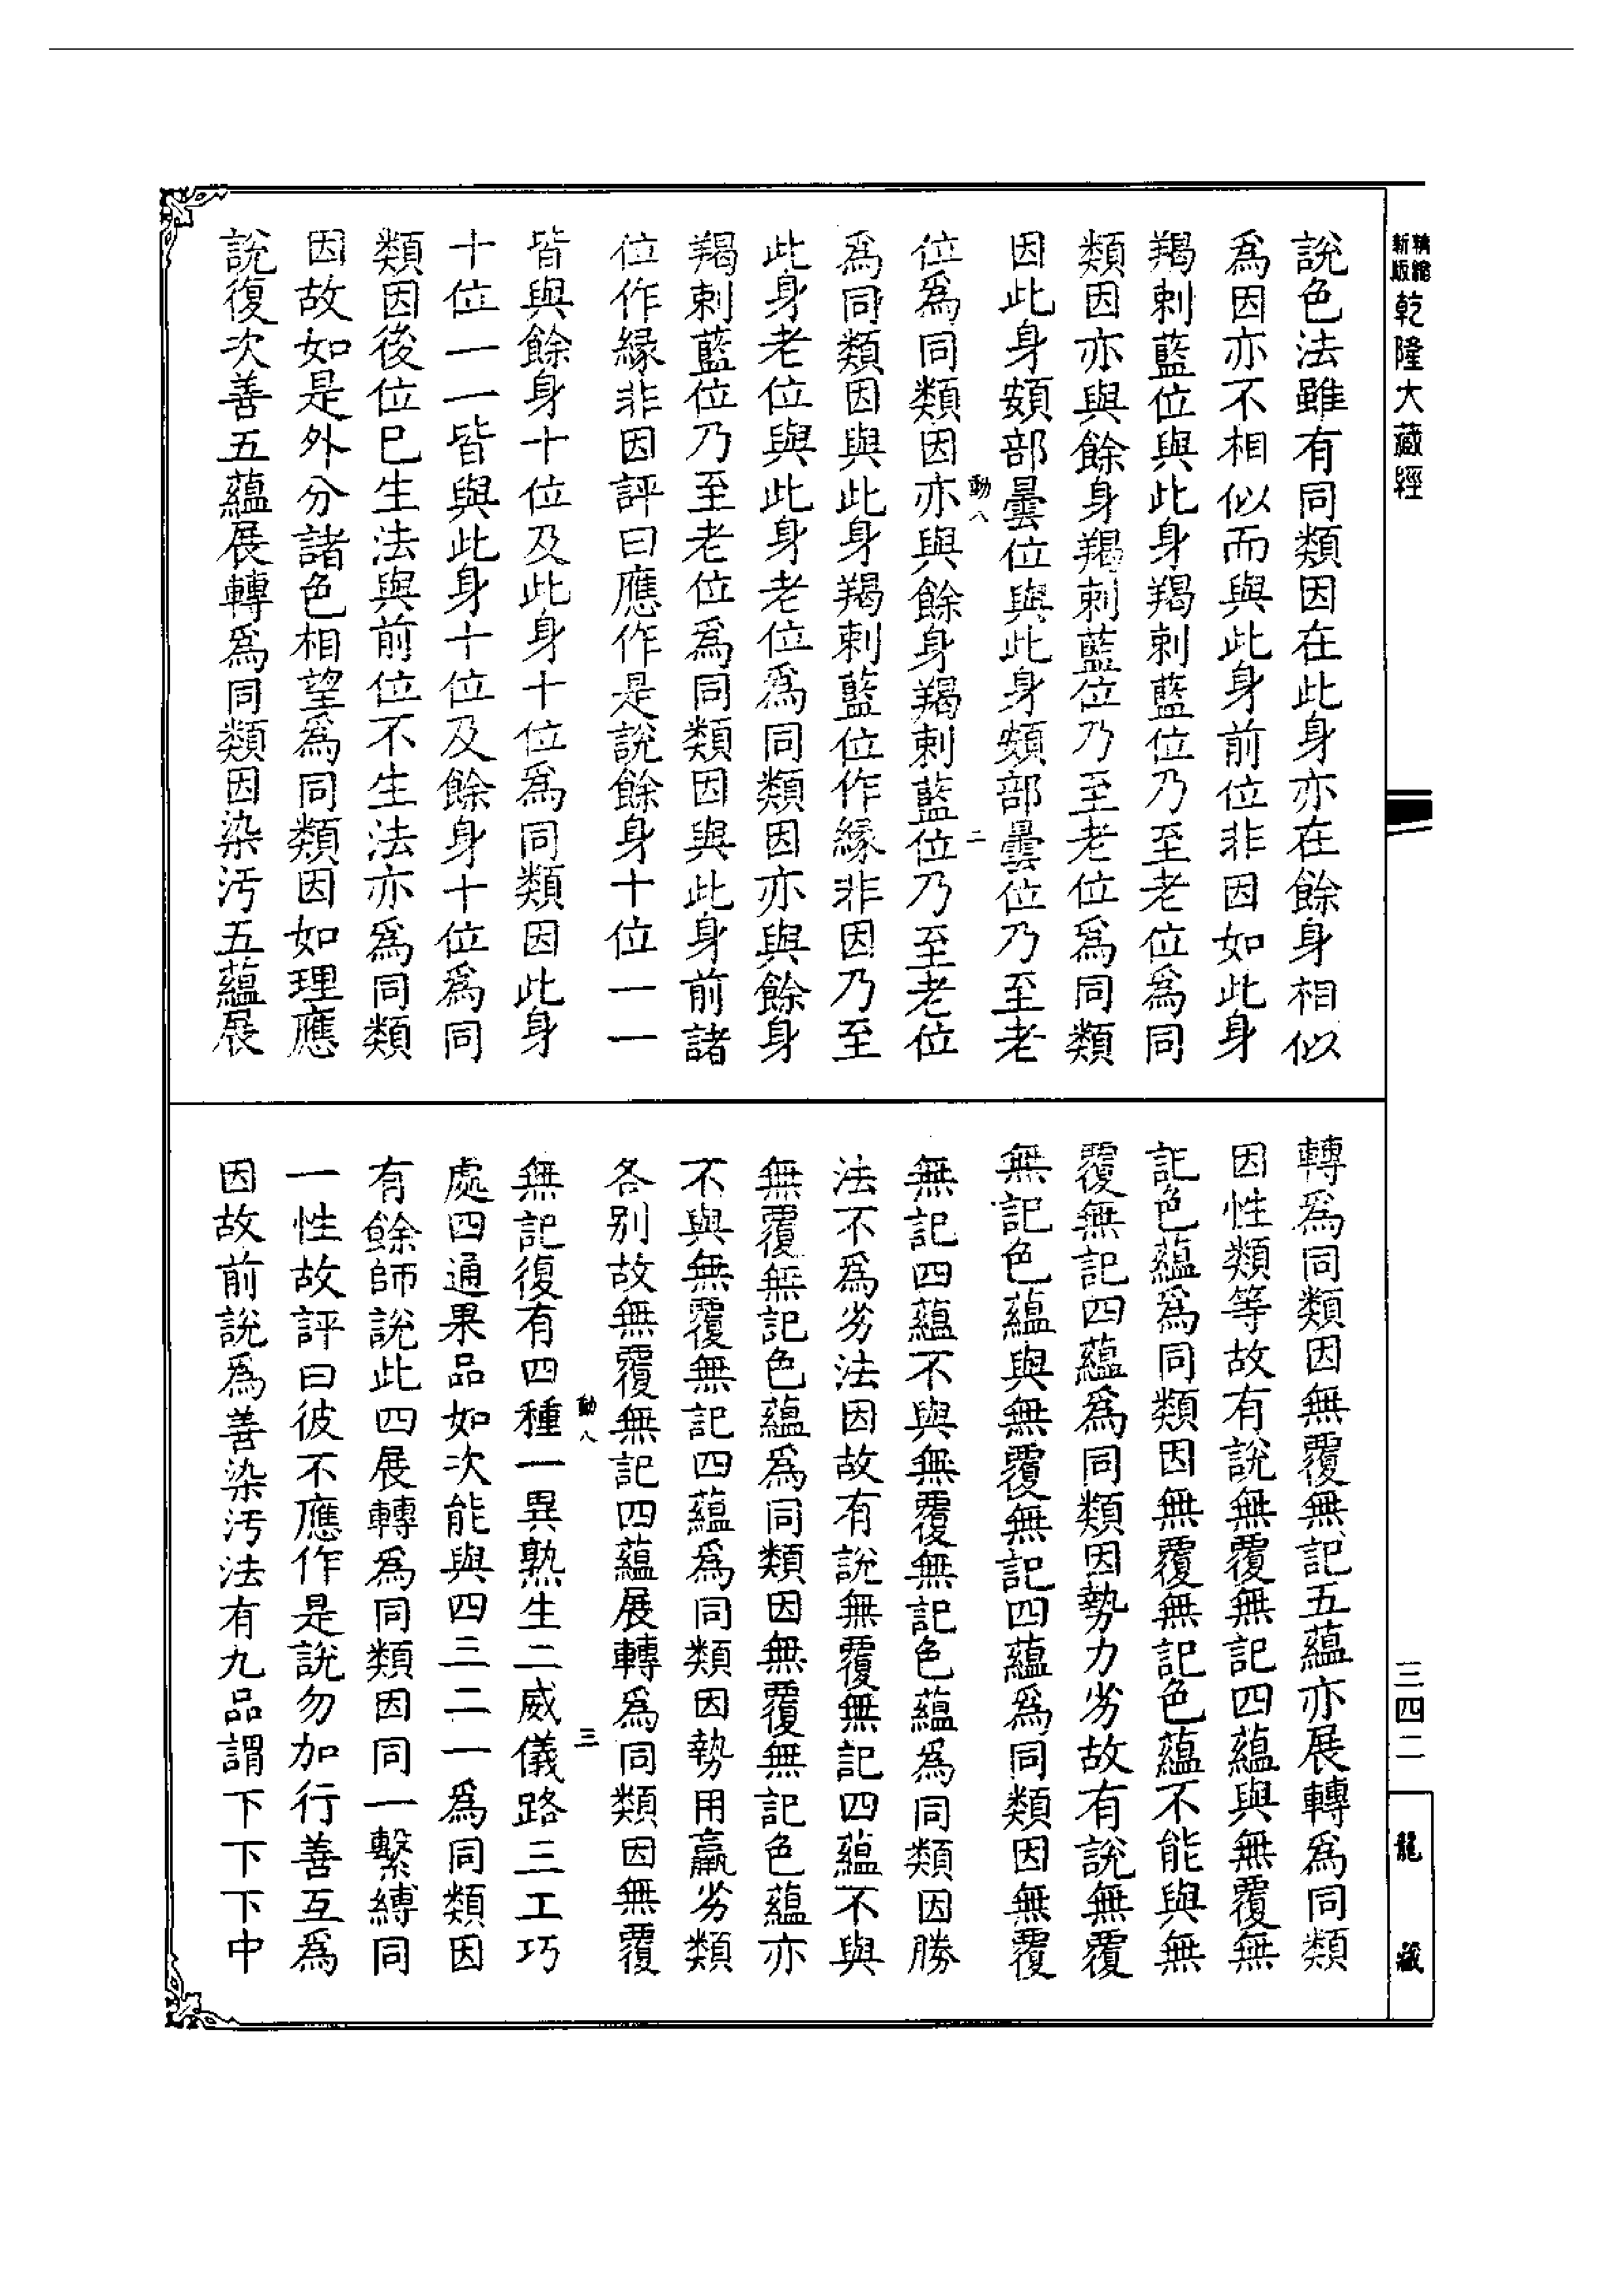 新版精縮乾隆大藏經
說色法雖有同類因在此身亦在餘身相似
爲因亦不相似而與此身前位非因如此身
羯剌藍位與此身羯剌藍位乃至老位爲同
類因亦與餘身羯剌藍位乃至老位爲同類
因此身頞部曇位與此身頞部曇位乃至老
動八
二
位爲同類因亦與餘身羯剌藍位乃至老位
爲同類因與此身羯剌藍位作緣非因乃至
此身老位與此身老位爲同類因亦與餘身
羯剌藍位乃至老位爲同類因與此身前諸
位作緣非因評曰應作是說餘身十位一一
皆與餘身十位及此身十位爲同類因此身
十位一一皆與此身十位及餘身十位爲同
類因後位巳生法與前位不生法亦爲同類
因故如是外分諸色相望爲同類因如理應
說復次善五蘊展轉爲同類因染汚五蘊展
轉爲同類因無覆無記五蘊亦展轉爲同類
因性類等故有說無覆無記四蘊與無覆無
記色蘊爲同類因無覆無記色蘊不能與無
覆無記四蘊爲同類因勢力劣故有說無覆
無記色蘊與無覆無記四蘊爲同類因無覆
無記四蘊不與無覆無記色蘊爲同類因勝
法不爲劣法因故有說無覆無記四蘊不與
無覆無記色蘊爲同類因無覆無記色蘊亦
不與無覆無記四蘊爲同類因勢用羸劣類
各别故無覆無記四蘊展轉爲同類因無覆
動八
三
無記復有四種一異熟生二威儀路三工巧
處四通果品如次能與四三二一爲同類因
有餘師說此四展轉爲同類因同一繫縛同
一性故評曰彼不應作是說勿加行善互爲
因故前說爲善染汚法有九品謂下下下中
三四二
龍藏